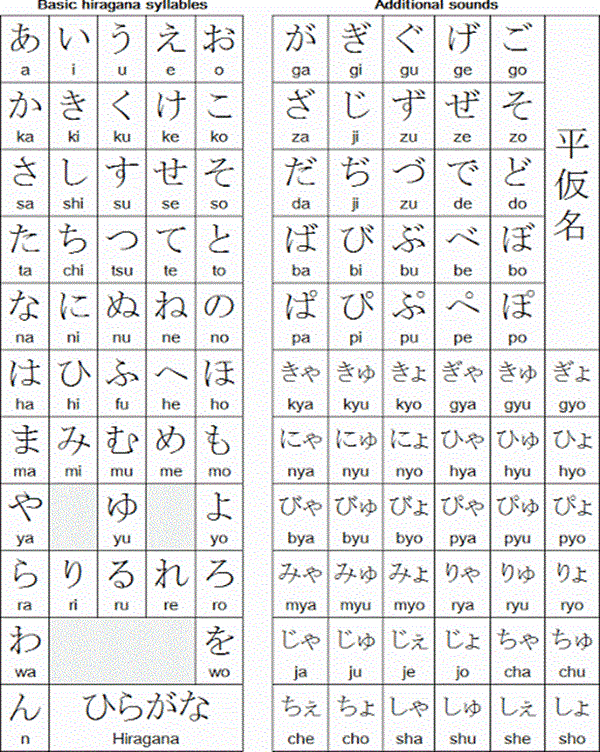 Basic hiragana syllables
あ い う え お
a i u e o
か き く け こ
ka ki ku ke ko
さ し す せ そ
sa shi su se so
た ち つ て と
ta chi tsu te to
な に ぬ ね の
na ni nu ne no
は ひ ふ へ ほ
ha hi fu he ho
ま み む め も
ma mi mu me mo
や ゆ よ
ya yu yo
ら り る れ ろ
ra ri ru re ro
わ を
wa wo
ん ひらがな
n Hiragana
Additional sounds
が ぎ ぐ げ ご
ga gi gu ge go
ざ じ ず ぜ そ
za ji zu ze zo
だ ぢ づ で ど
da ji zu de do
ば び ぶ べ ぼ
ba bi bu be bo
ぱ ぴ ぷ ぺ ぽ
pa pi pu pe po
平仮名
きゃ きゅ きょ ぎゃ きゅ ぎょ
kya kyu kyo gya gyu gyo
にゃ にゅ にょ ひゃ ひゅ ひょ
nya nyu nyo hya hyu hyo
びゃ びゅ びょ ぴゃ ぴゅ ぴょ
bya byu byo pya pyu pyo
みゃ みゅ みょ りゃ りゅ りょ
mya myu myo rya ryu ryo
じゃ じゅ じぇ じょ ちゃ ちゅ
ja ju je jo cha chu
ちぇ ちょ しゃ しゅ しぇ しょ
che cho sha shu she sho